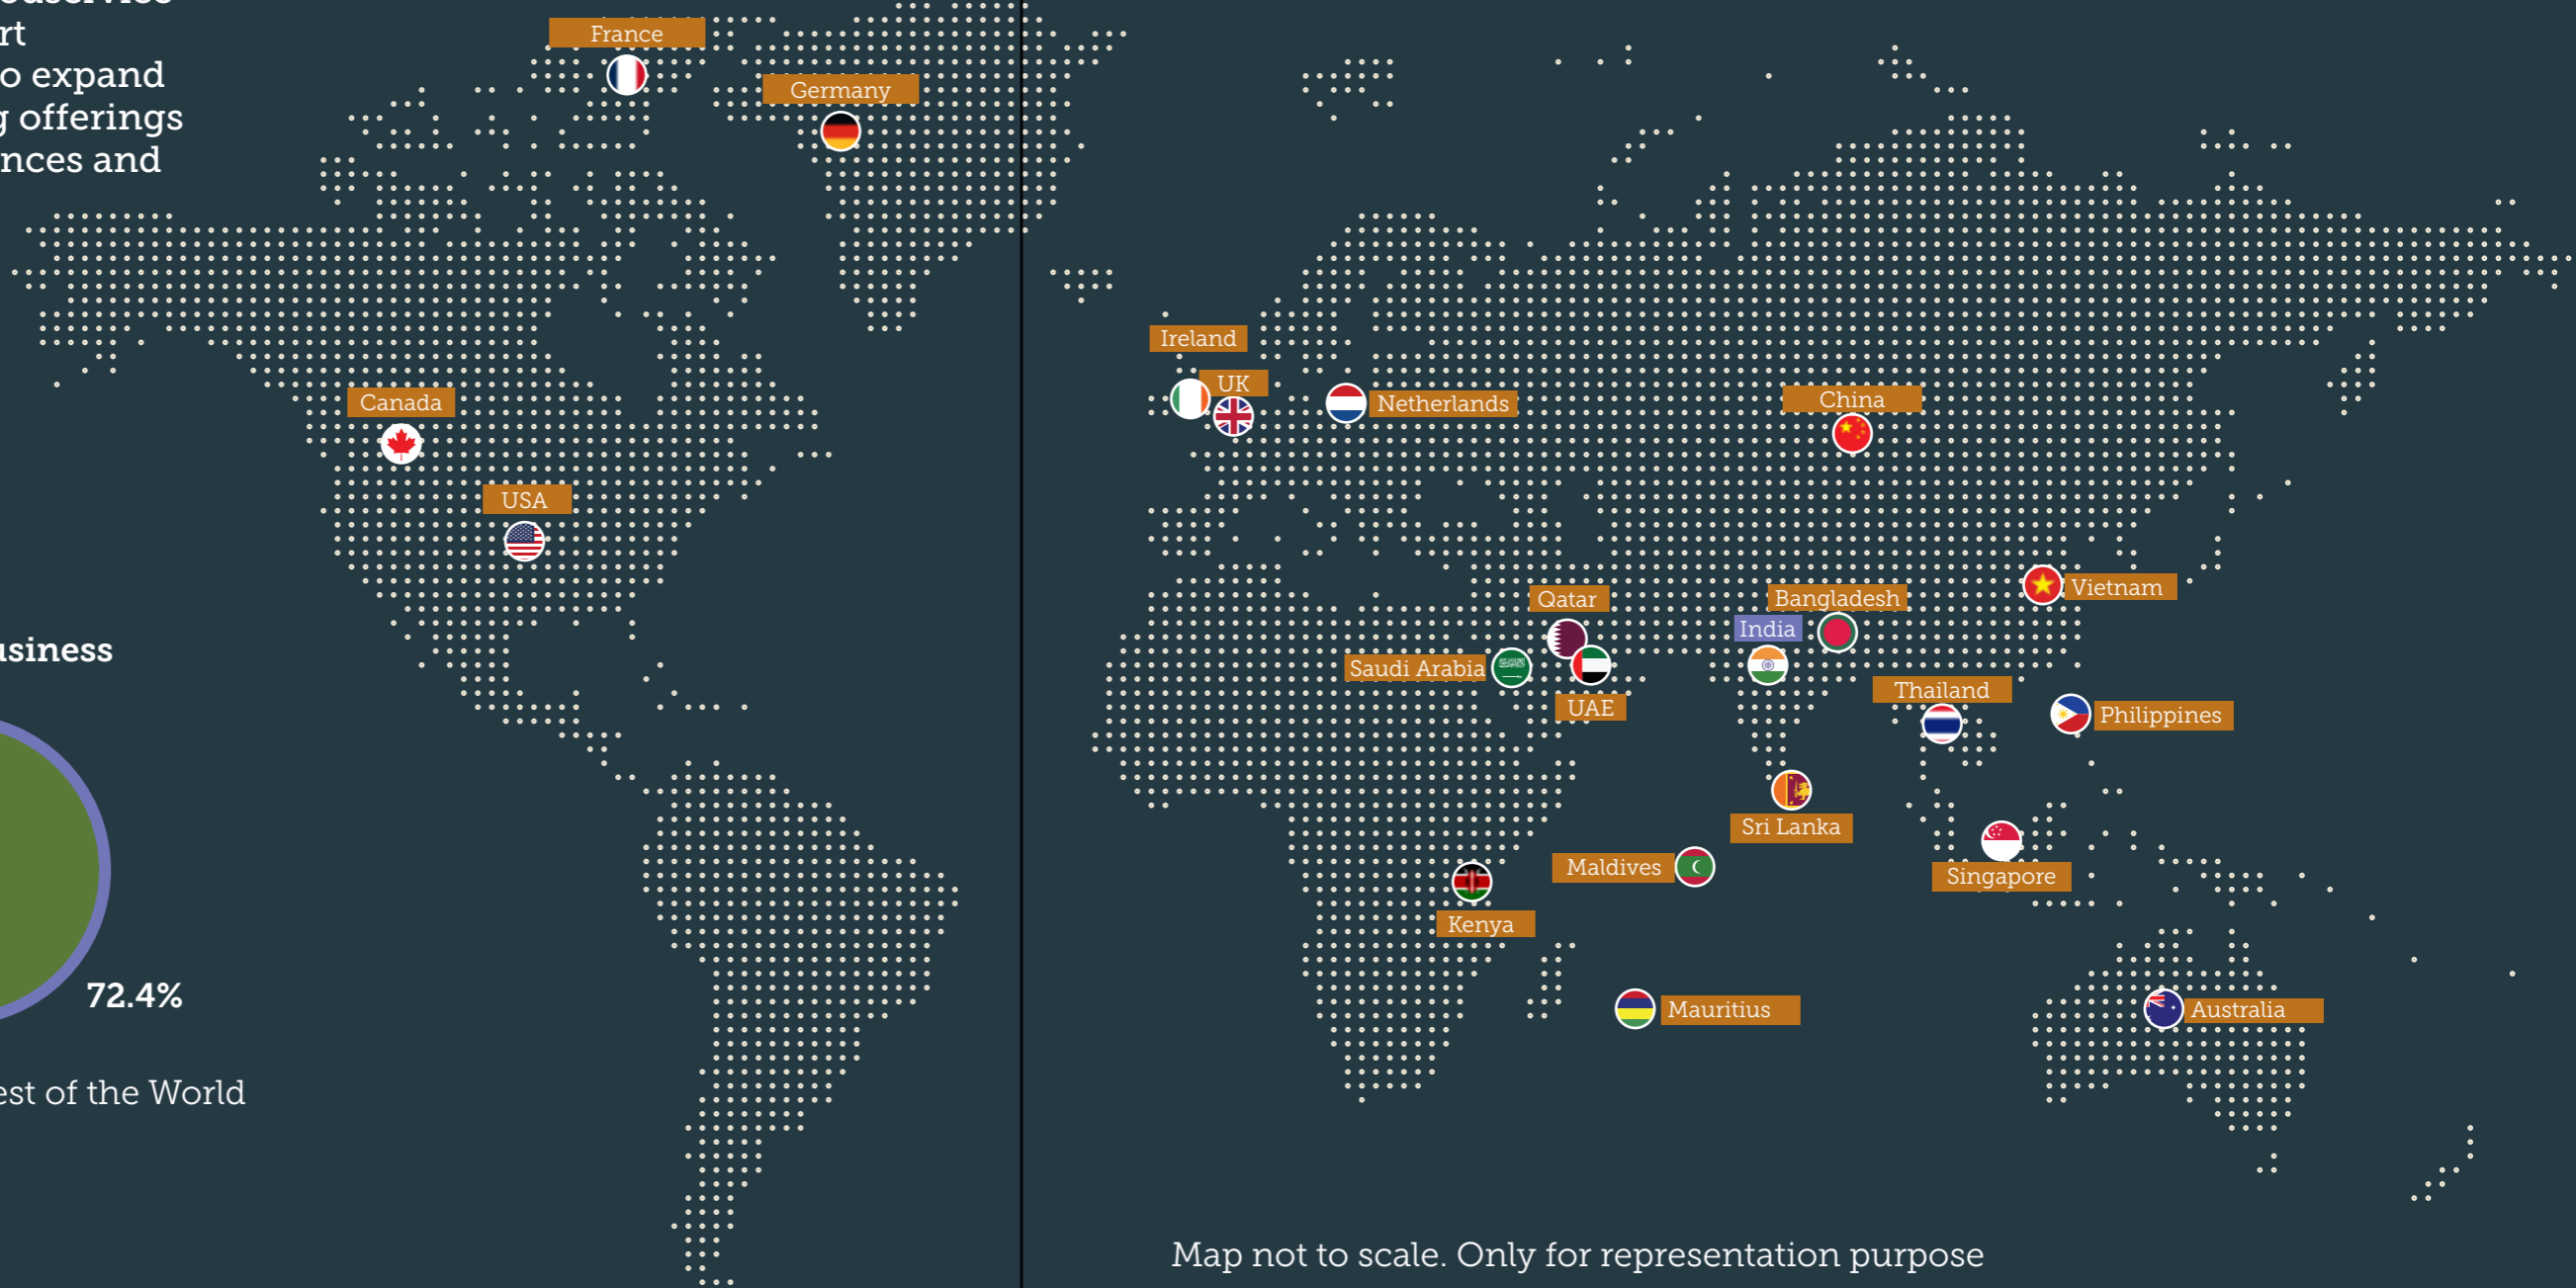 rt
o expand
g offerings
nces and
usiness
72.4%
est of the World
France
Germany
Canada
USA
Ireland
UK
Netherlands
China
Vietnam
Qatar
Bangladesh
India
Saudi Arabia
UAE
Thailand
Philippines
Sri Lanka
Maldives
Singapore
Kenya
Mauritius
Australia
Map not to scale. Only for representation purpose